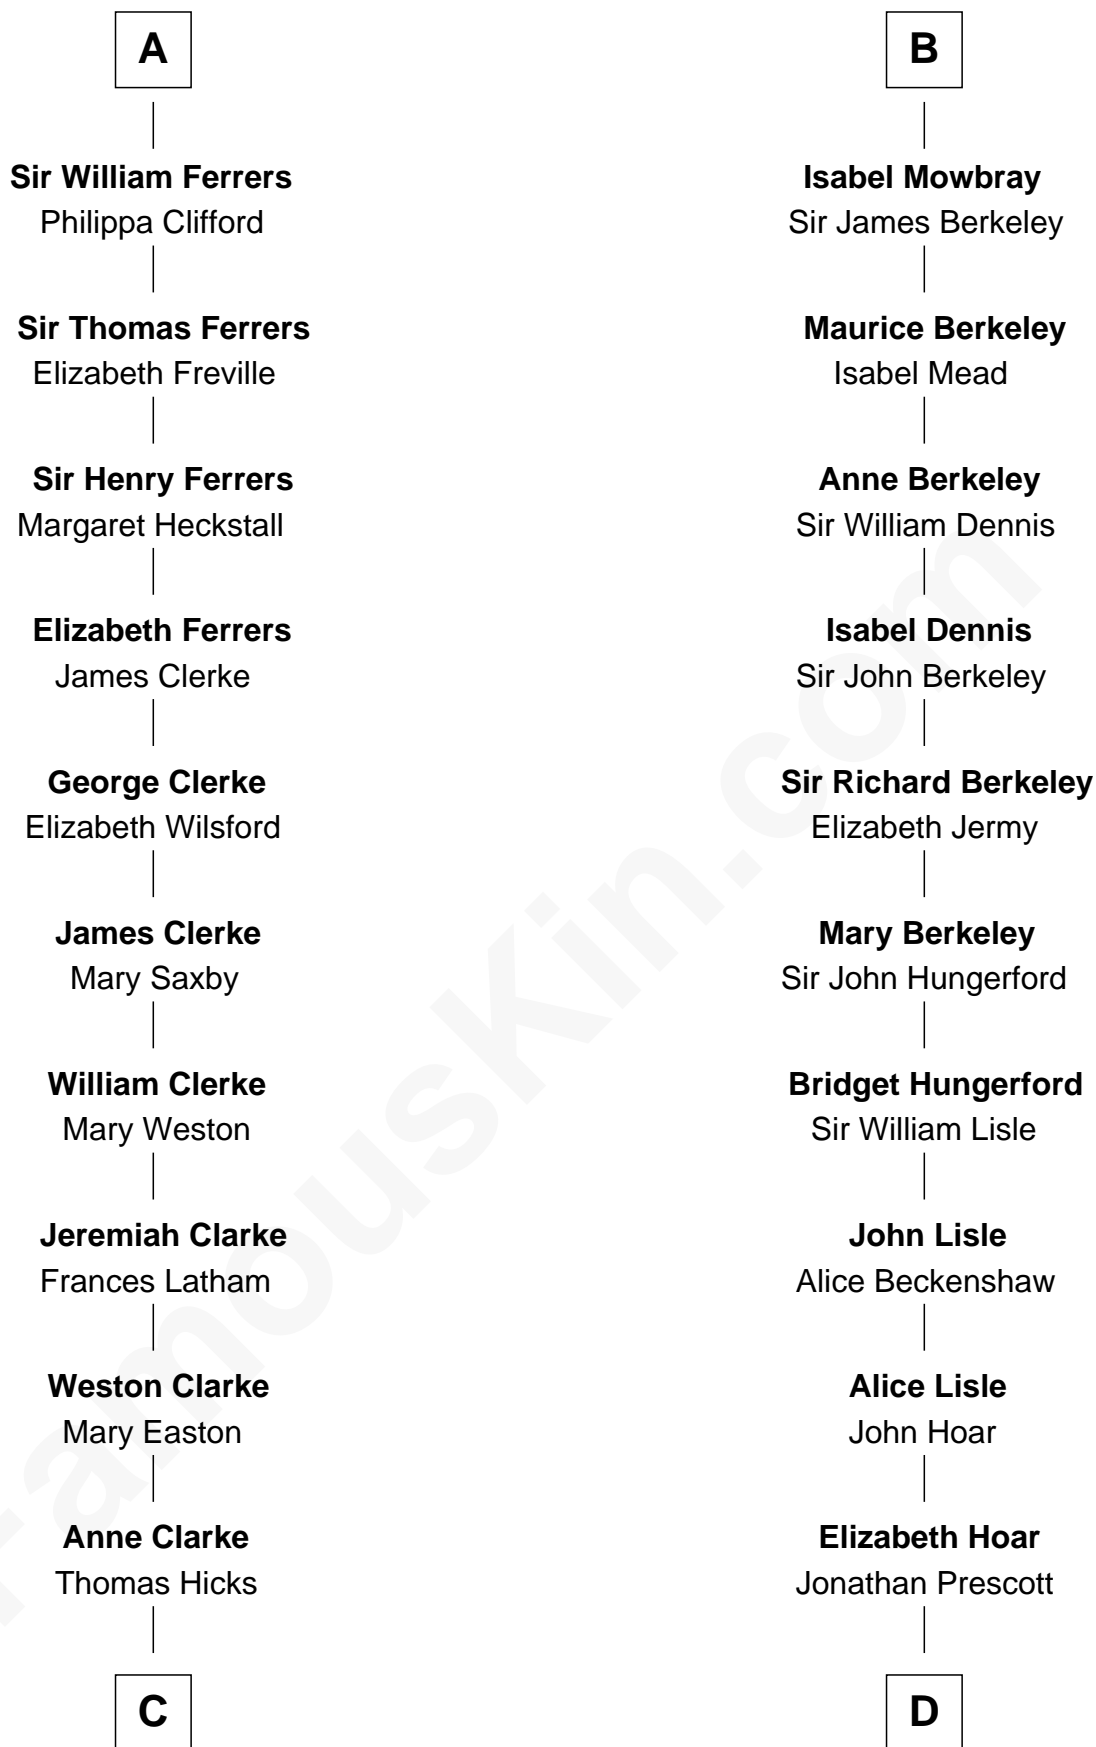 A
Sir William Ferrers
Philippa Clifford
Sir Thomas Ferrers
Elizabeth Freville
Sir Henry Ferrers
Margaret Heckstall
Elizabeth Ferrers
James Clerke
George Clerke
Elizabeth Wilsford
James Clerke
Mary Saxby
William Clerke
Mary Weston
Jeremiah Clarke
Frances Latham
Weston Clarke
Mary Easton
Anne Clarke
Thomas Hicks
C
B
Isabel Mowbray
Sir James Berkeley
Maurice Berkeley
Isabel Mead
Anne Berkeley
Sir William Dennis
Isabel Dennis
Sir John Berkeley
Sir Richard Berkeley
Elizabeth Jermy
Mary Berkeley
Sir John Hungerford
Bridget Hungerford
Sir William Lisle
John Lisle
Alice Beckenshaw
Alice Lisle
John Hoar
Elizabeth Hoar
Jonathan Prescott
D
FamousKin.com